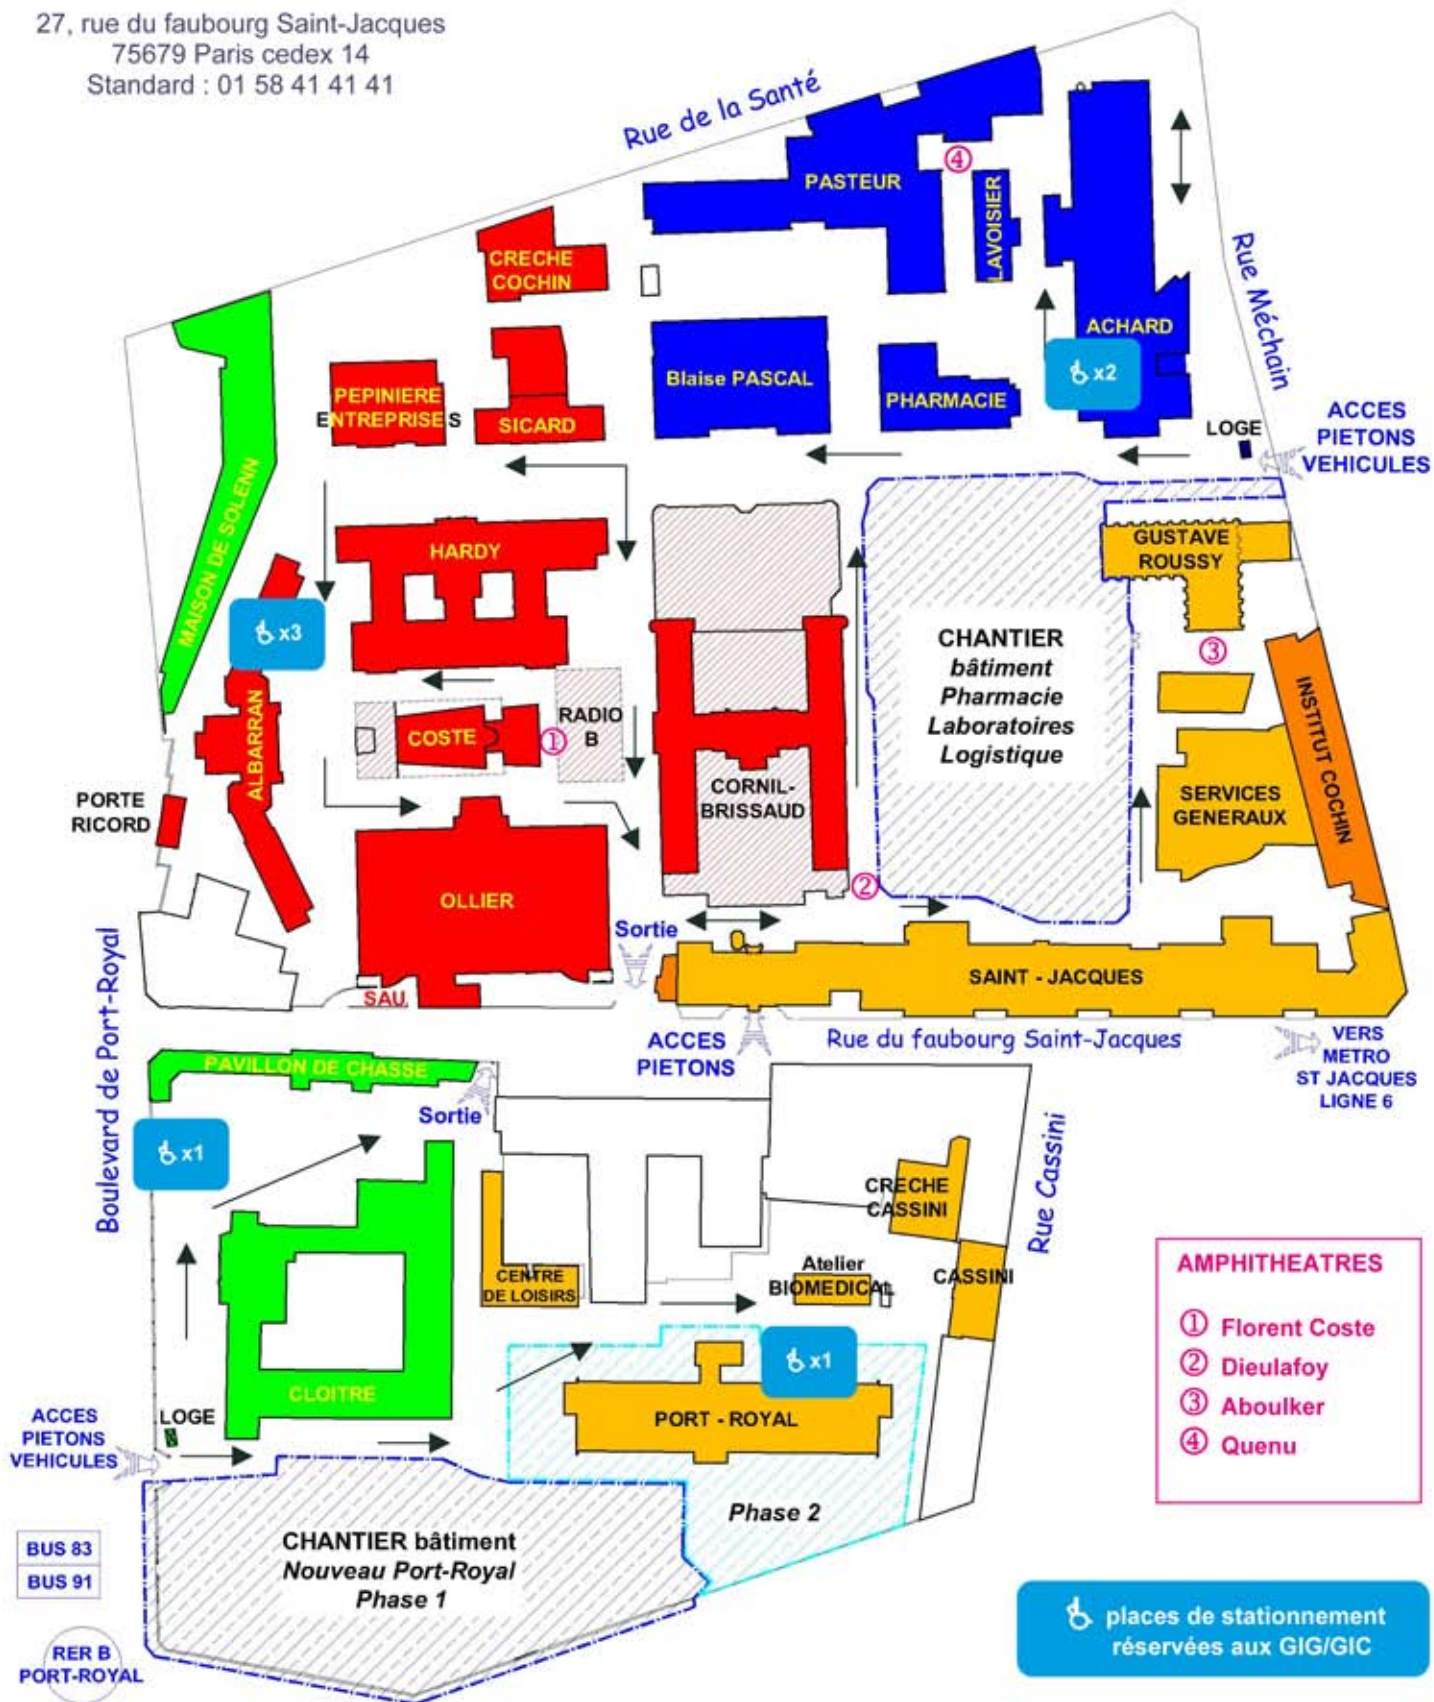 27, rue du faubourg Saint-Jacques
75679 Paris cedex 14
Standard : 01 58 41 41 41
Rue de la Santé
PASTEUR
④
LAVOISIER
CRECHE
COCHIN
Rue Méchain
ACHARD
x2
Blaise PASCAL
PHARMACIE
PEPINIERE
ENTREPRISES
SICARD
LOGE
ACCES
PIETONS
VEHICULES
MAISON DE SOLENN
HARDY
GUSTAVE
ROUSSY
x3
③
CHANTIER
bâtiment
Pharmacie
Laboratoires
Logistique
INSTITUT COCHIN
ALBARRAN
COSTE
①
RADIO
B
CORNIL-
BRISSAUD
SERVICES
GENERAUX
PORTE
RICORD
OLLIER
②
Sortie
SAINT - JACQUES
SAU
Boulevard de Port-Royal
ACCES
PIETONS
Rue du faubourg Saint-Jacques
VERS
METRO
ST JACQUES
LIGNE 6
PAVILLON DE CHASSE
Sortie
x1
Rue Cassini
CRECHE
CASSINI
CENTRE
DE LOISIRS
Atelier
BIOMEDICAL
CASSINI
x1
CLOITRE
PORT - ROYAL
LOGE
ACCES
PIETONS
VEHICULES
Phase 2
CHANTIER bâtiment
Nouveau Port-Royal
Phase 1
BUS 83
BUS 91
RER B
PORT-ROYAL
AMPHITHEATRES
① Florent Coste
② Dieulafoy
③ Aboulker
④ Quenu
places de stationnement
réservées aux GIG/GIC